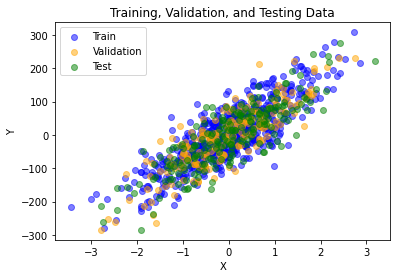 Training, Validation, and Testing Data
Train
Validation
Test
300
200
100
0
−100
−200
−300
Y
−3
−2
−1
0
1
2
3
X